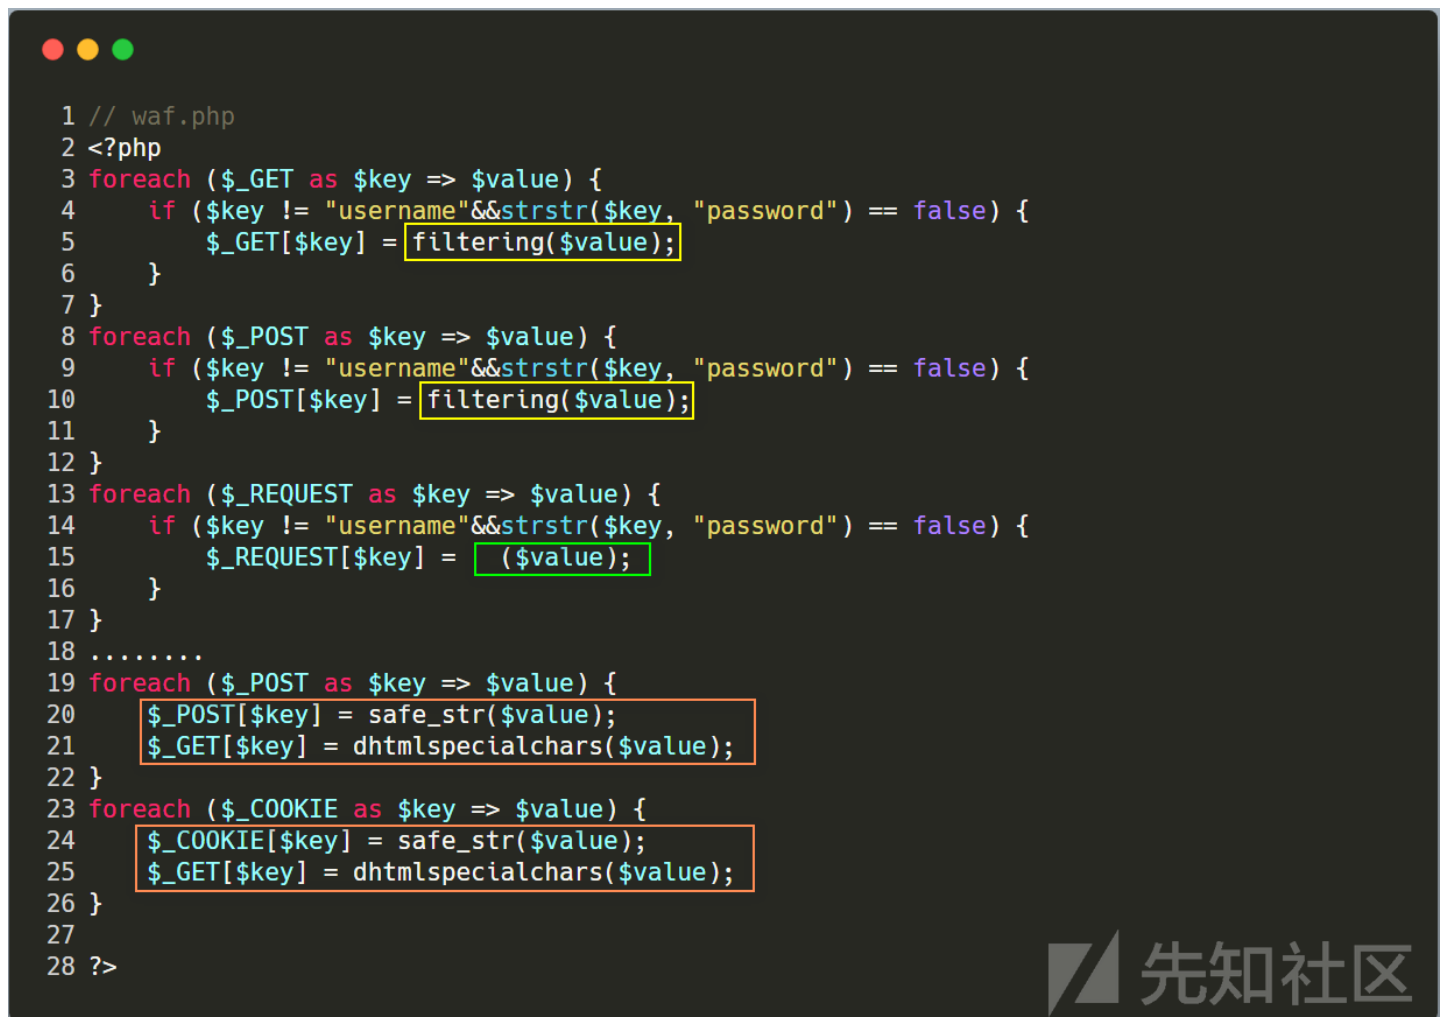 1 // waf.php
2 <?php
3 foreach ($_GET as $key => $value) {
4     if ($key != "username"&&strstr($key, "password") == false) {
5         $_GET[$key] = filtering($value);
6     }
7 }
8 foreach ($_POST as $key => $value) {
9     if ($key != "username"&&strstr($key, "password") == false) {
10         $_POST[$key] = filtering($value);
11     }
12 }
13 foreach ($_REQUEST as $key => $value) {
14     if ($key != "username"&&strstr($key, "password") == false) {
15         $_REQUEST[$key] =   ($value);
16     }
17 }
18 ........
19 foreach ($_POST as $key => $value) {
20     $_POST[$key] = safe_str($value);
21     $_GET[$key] = dhtmlspecialchars($value);
22 }
23 foreach ($_COOKIE as $key => $value) {
24     $_COOKIE[$key] = safe_str($value);
25     $_GET[$key] = dhtmlspecialchars($value);
26 }
27
28 ?>
先知社区